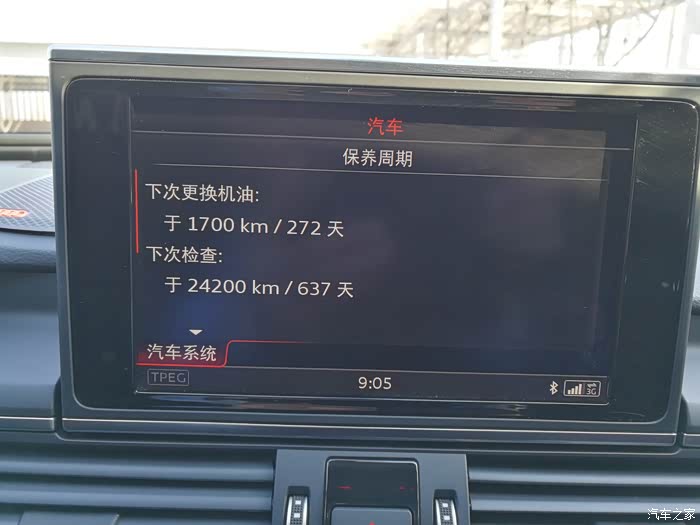 汽车
保养周期
下次更换机油:
于 1700 km / 272 天
下次检查:
于 24200 km / 637 天
汽车系统
TPEG
9:05
3G
汽车之家